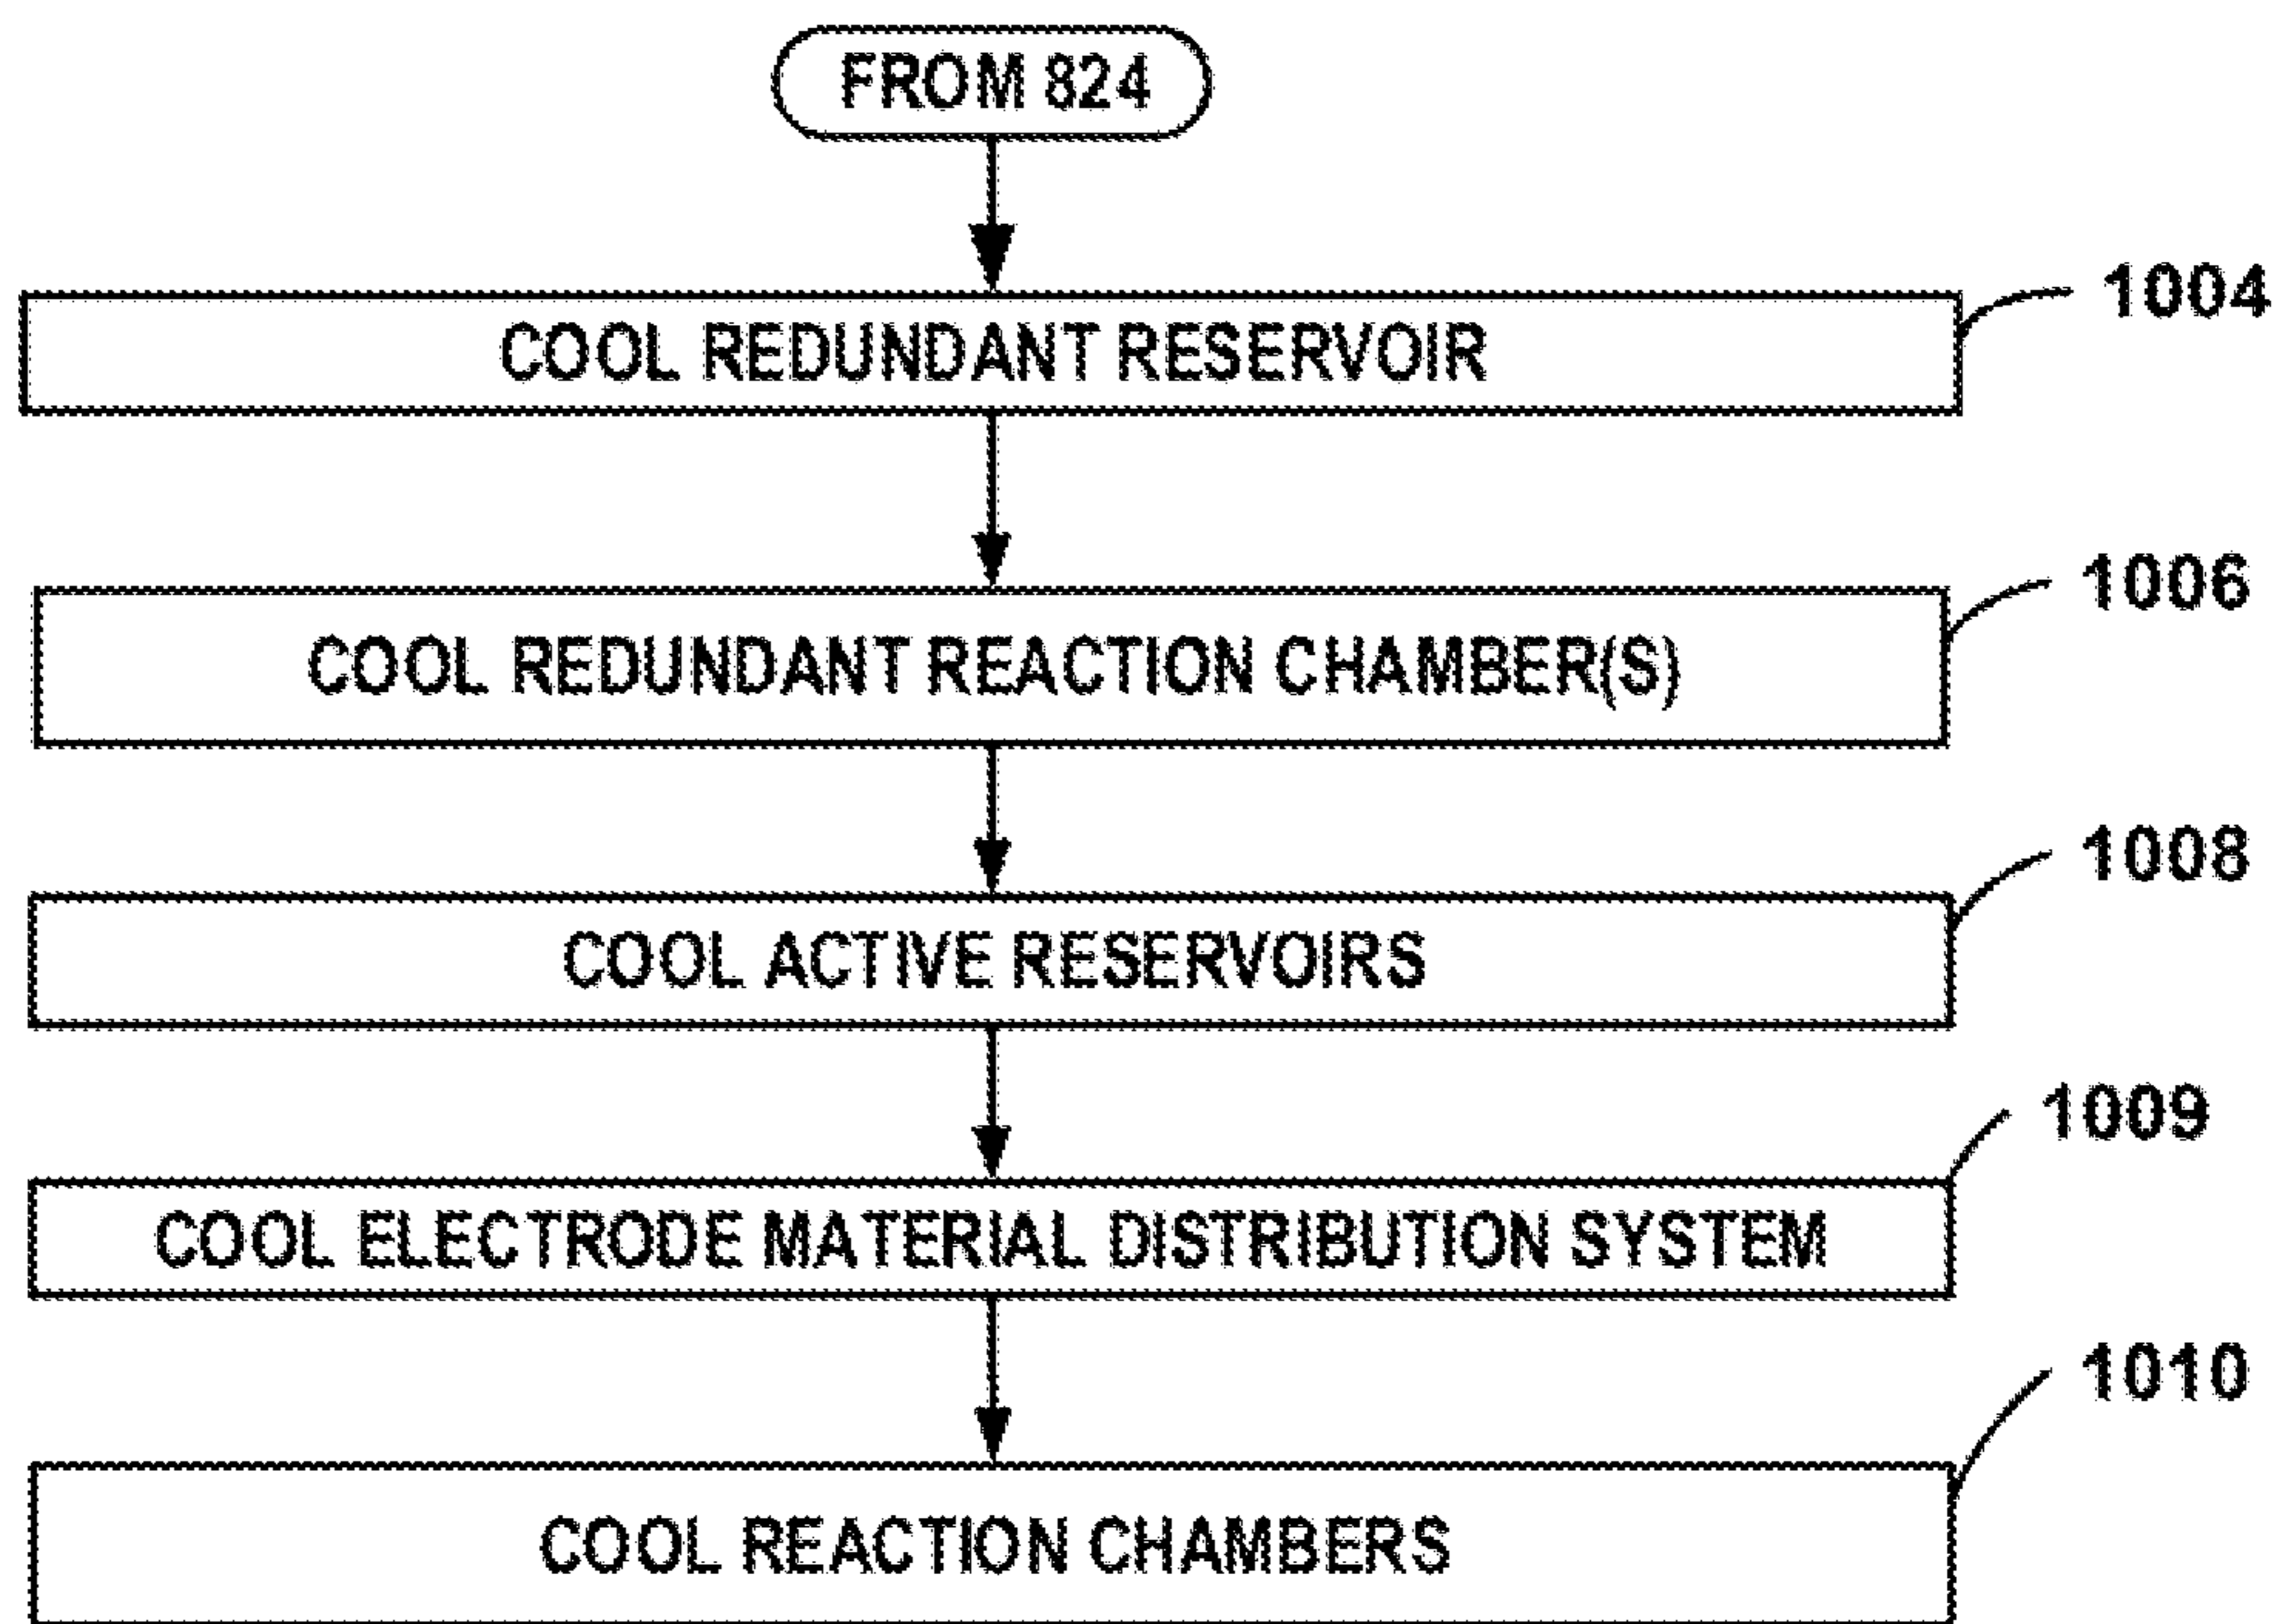 FROM 824
1004
COOL REDUNDANT RESERVOIR
1006
COOL REDUNDANT REACTION CHAMBER(S)
1008
COOL ACTIVE RESERVOIRS
1009
COOL ELECTRODE MATERIAL DISTRIBUTION SYSTEM
1010
COOL REACTION CHAMBERS